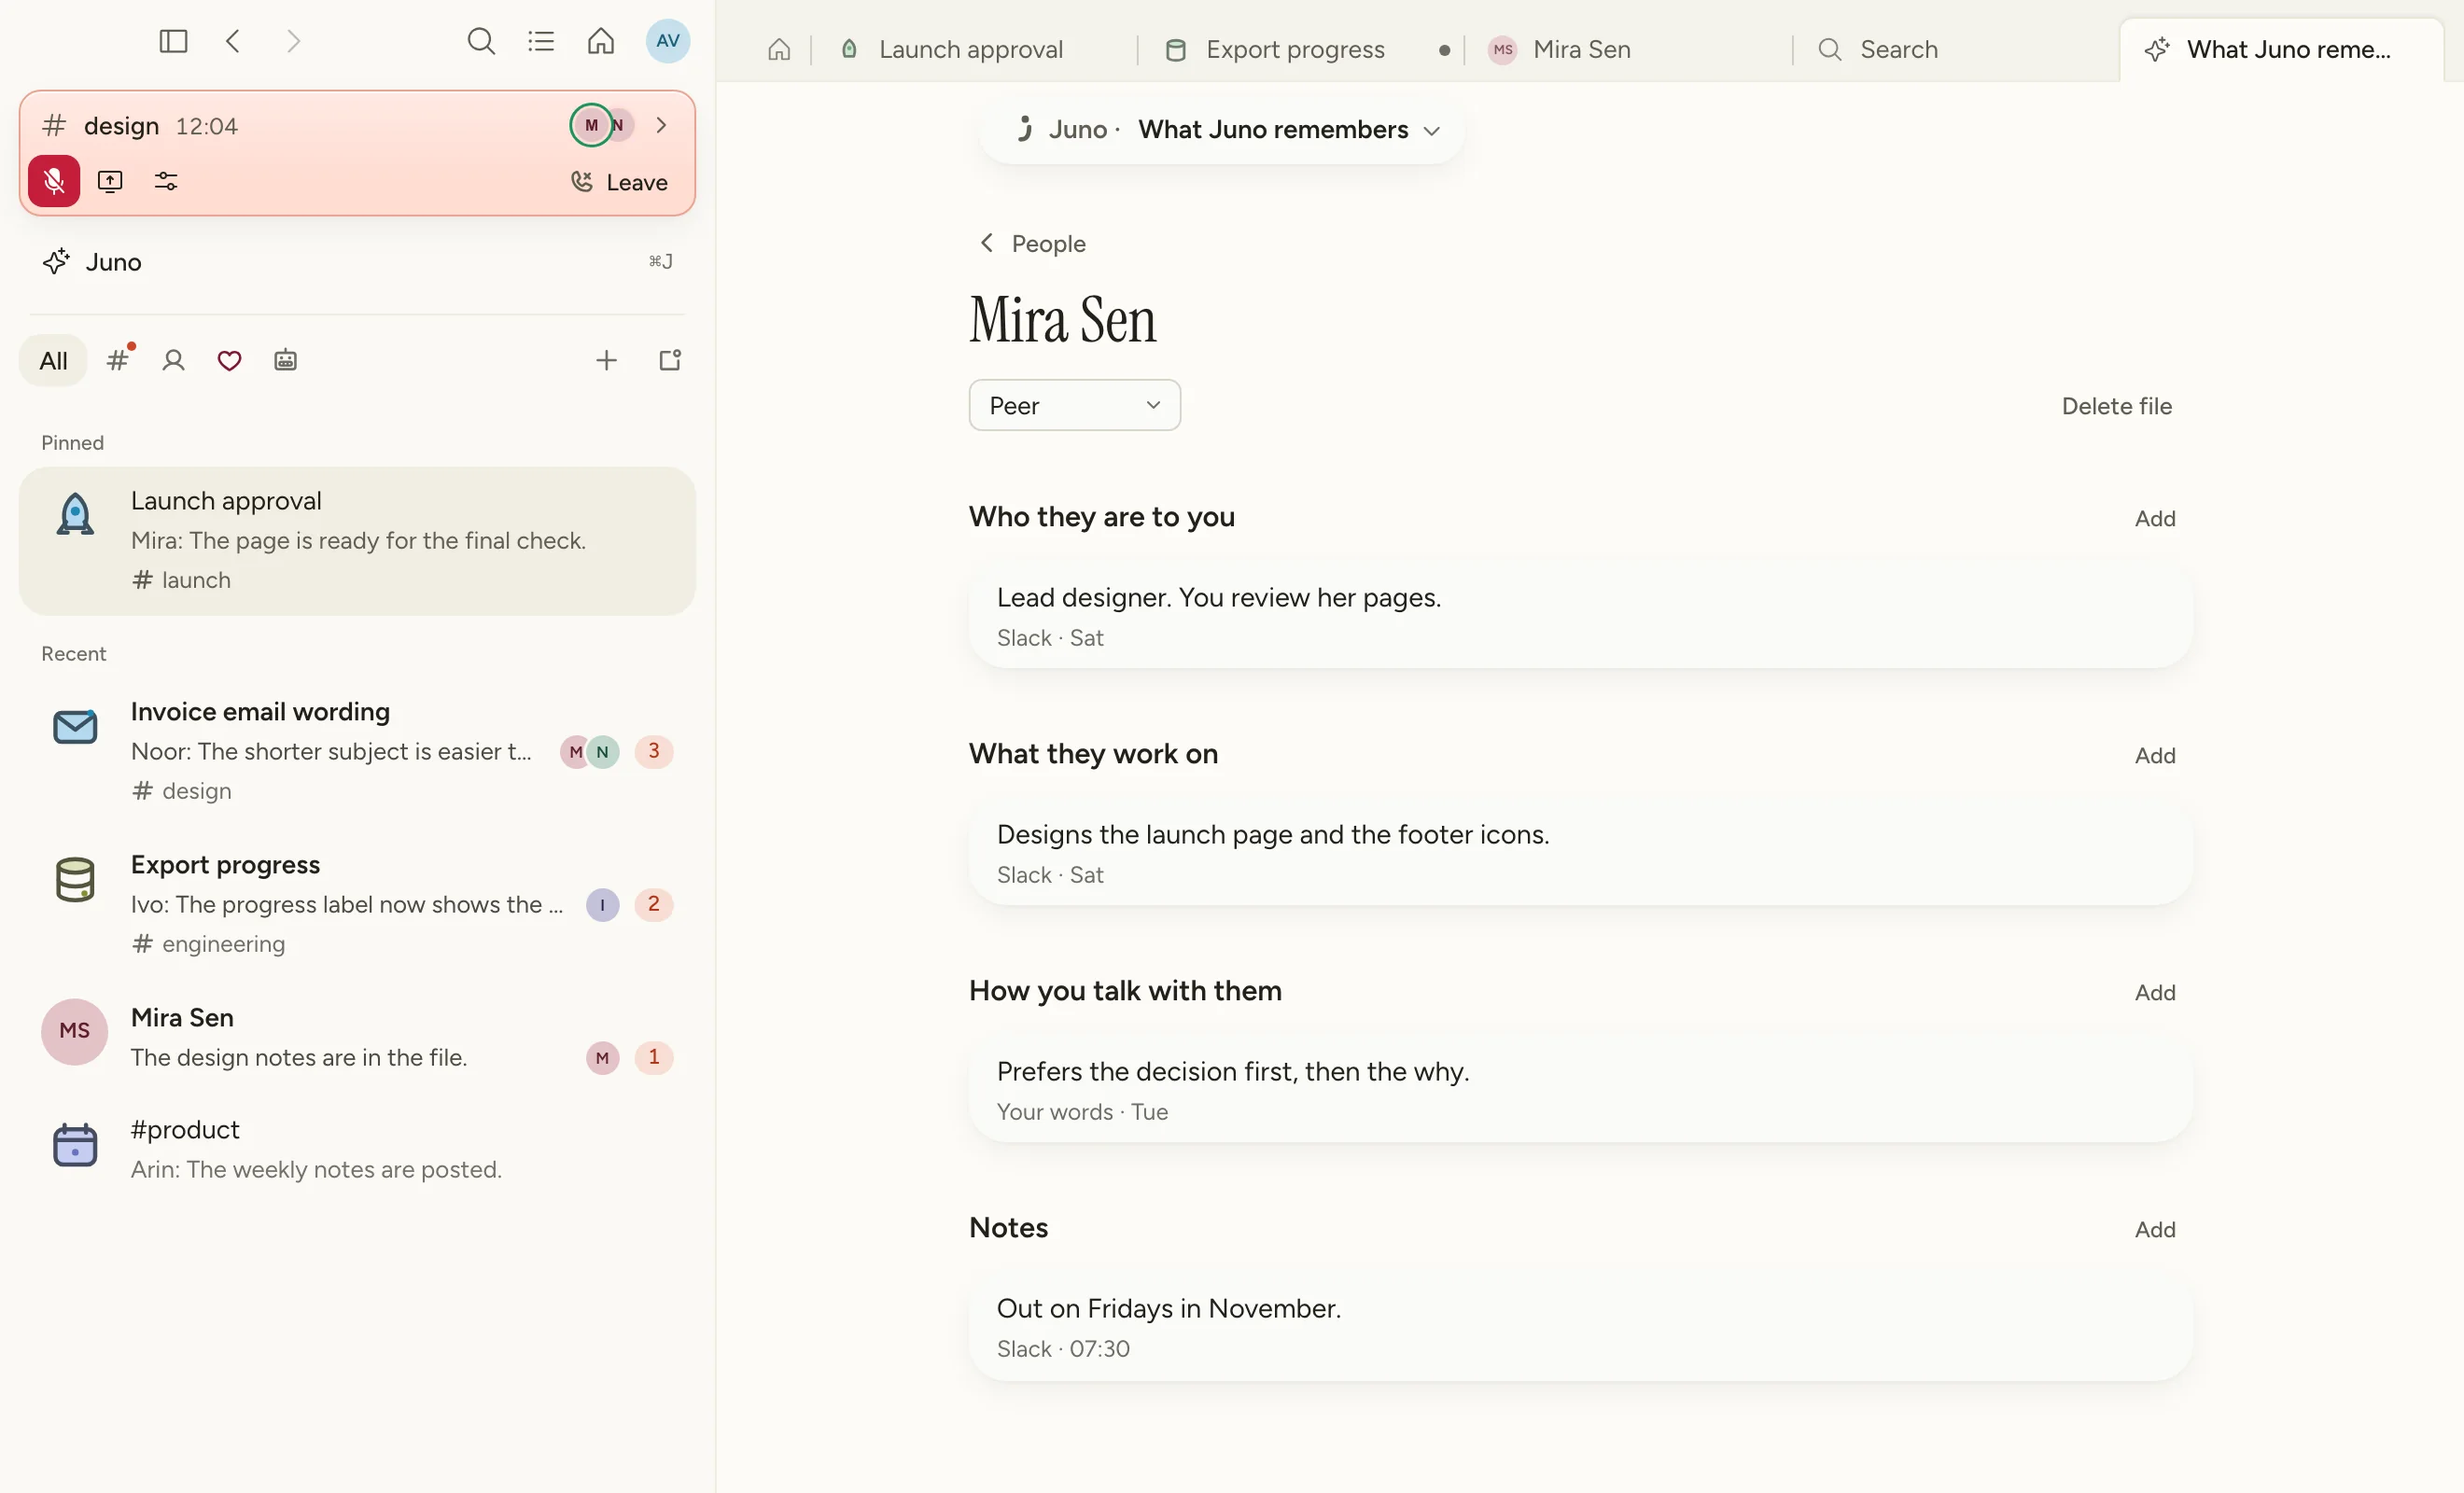 AV
design 12:04
M N
Leave
Juno ⌘J
All
Pinned
Launch approval
Mira: The page is ready for the final check.
# launch
Recent
Invoice email wording
Noor: The shorter subject is easier t... M N 3
# design
Export progress
Ivo: The progress label now shows the ... I 2
# engineering
MS
Mira Sen
The design notes are in the file. M 1
#product
Arin: The weekly notes are posted.
Launch approval
Export progress
MS Mira Sen
Search
What Juno reme...
Juno · What Juno remembers
People
Mira Sen
Peer
Delete file
Who they are to you
Add
Lead designer. You review her pages.
Slack · Sat
What they work on
Add
Designs the launch page and the footer icons.
Slack · Sat
How you talk with them
Add
Prefers the decision first, then the why.
Your words · Tue
Notes
Add
Out on Fridays in November.
Slack · 07:30